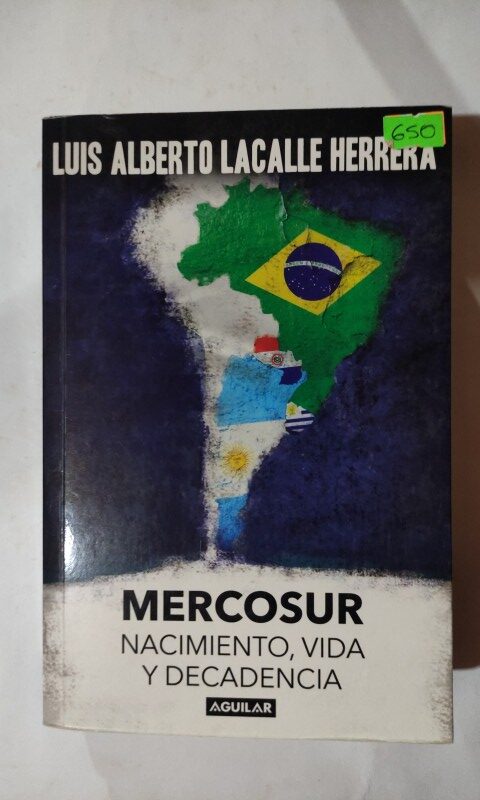 650
LUIS ALBERTO LACALLE HERRERA
MERCOSUR
NACIMIENTO, VIDA
Y DECADENCIA
AGUILAR